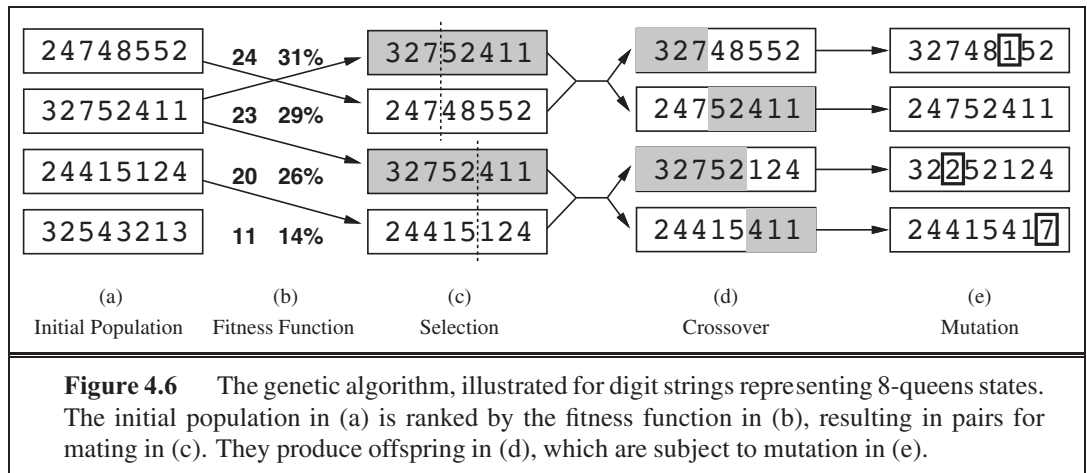 24748552 24 31% 32752411 32748552 32748152
32752411 23 29% 24748552 24752411 24752411
24415124 20 26% 32752411 32752124 32252124
32543213 11 14% 24415124 24415411 24415417
(a) (b) (c) (d) (e)
Initial Population Fitness Function Selection Crossover Mutation
Figure 4.6 The genetic algorithm, illustrated for digit strings representing 8-queens states.
The initial population in (a) is ranked by the fitness function in (b), resulting in pairs for
mating in (c). They produce offspring in (d), which are subject to mutation in (e).